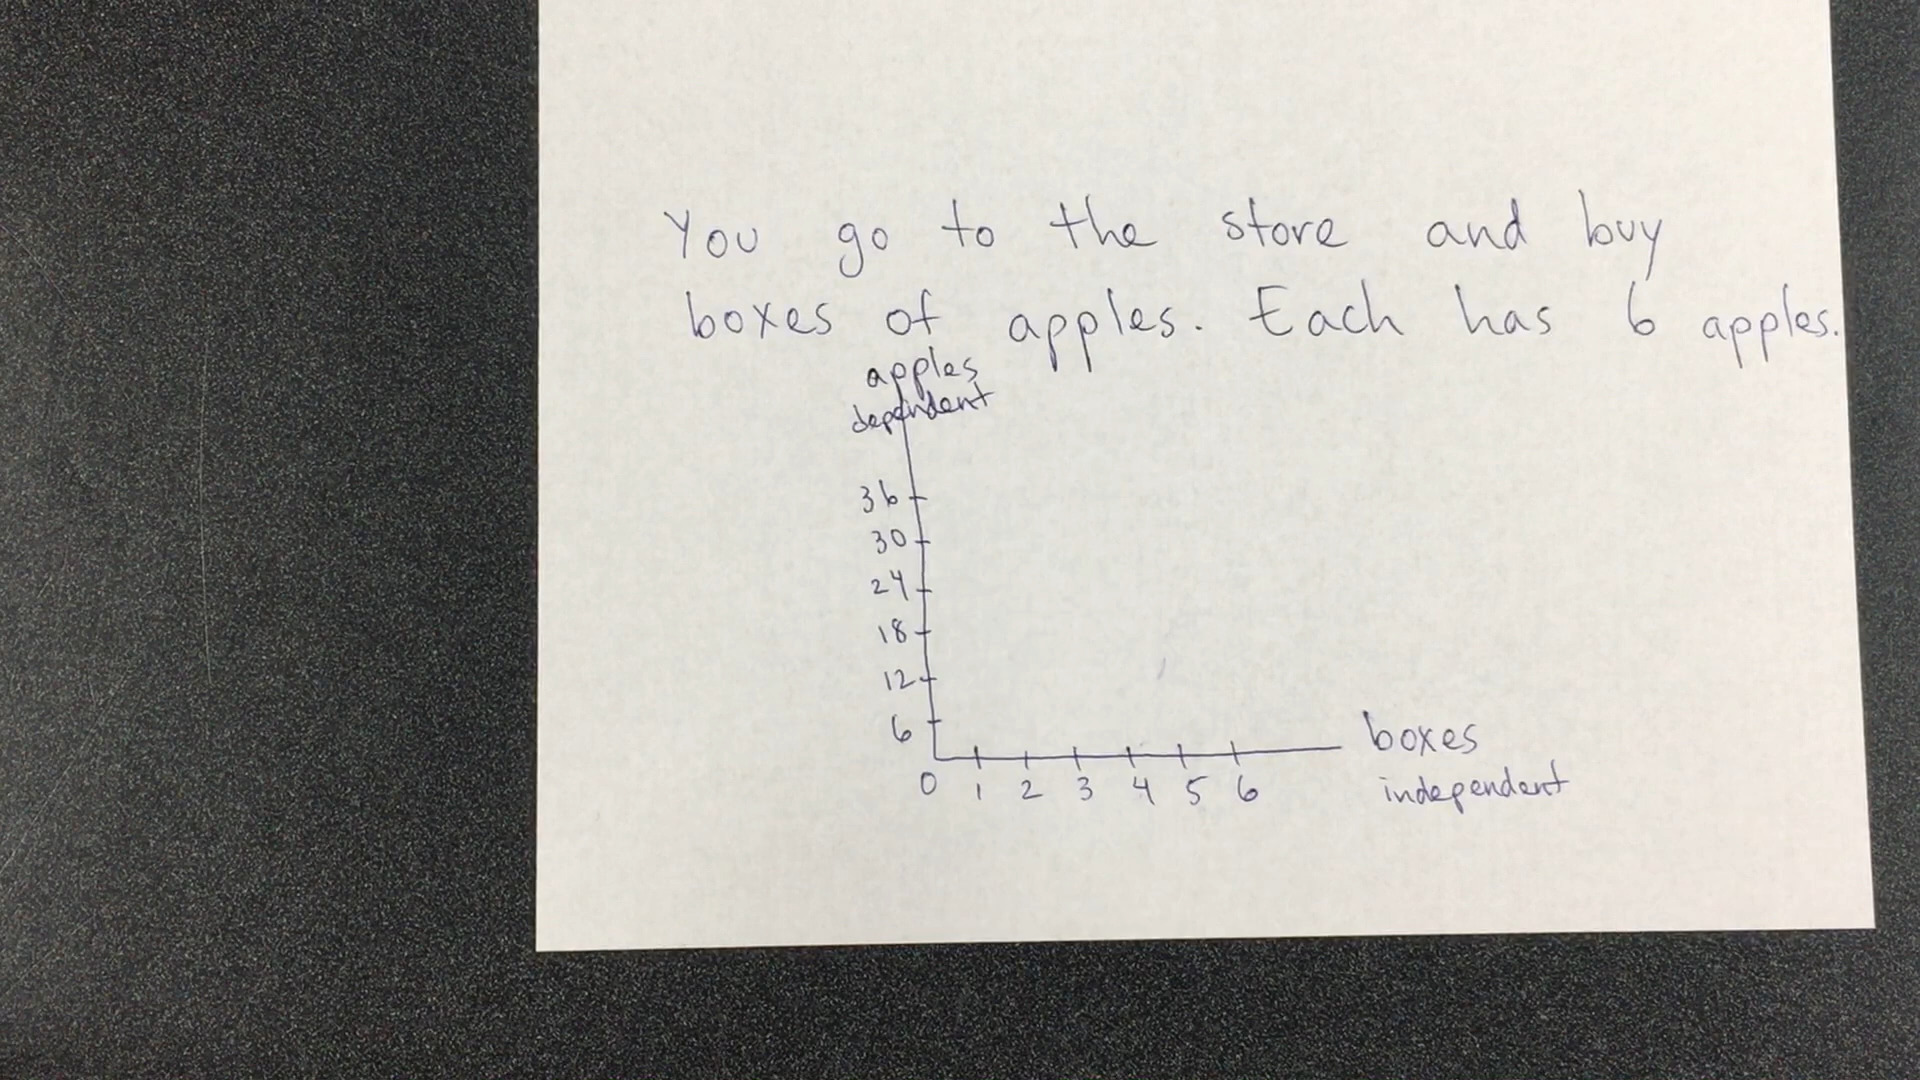 You go to the store and buy
boxes of apples. Each has 6 apples.
apples
dependent
36
30
24
18
12
6
boxes
0 1 2 3 4 5 6
independent